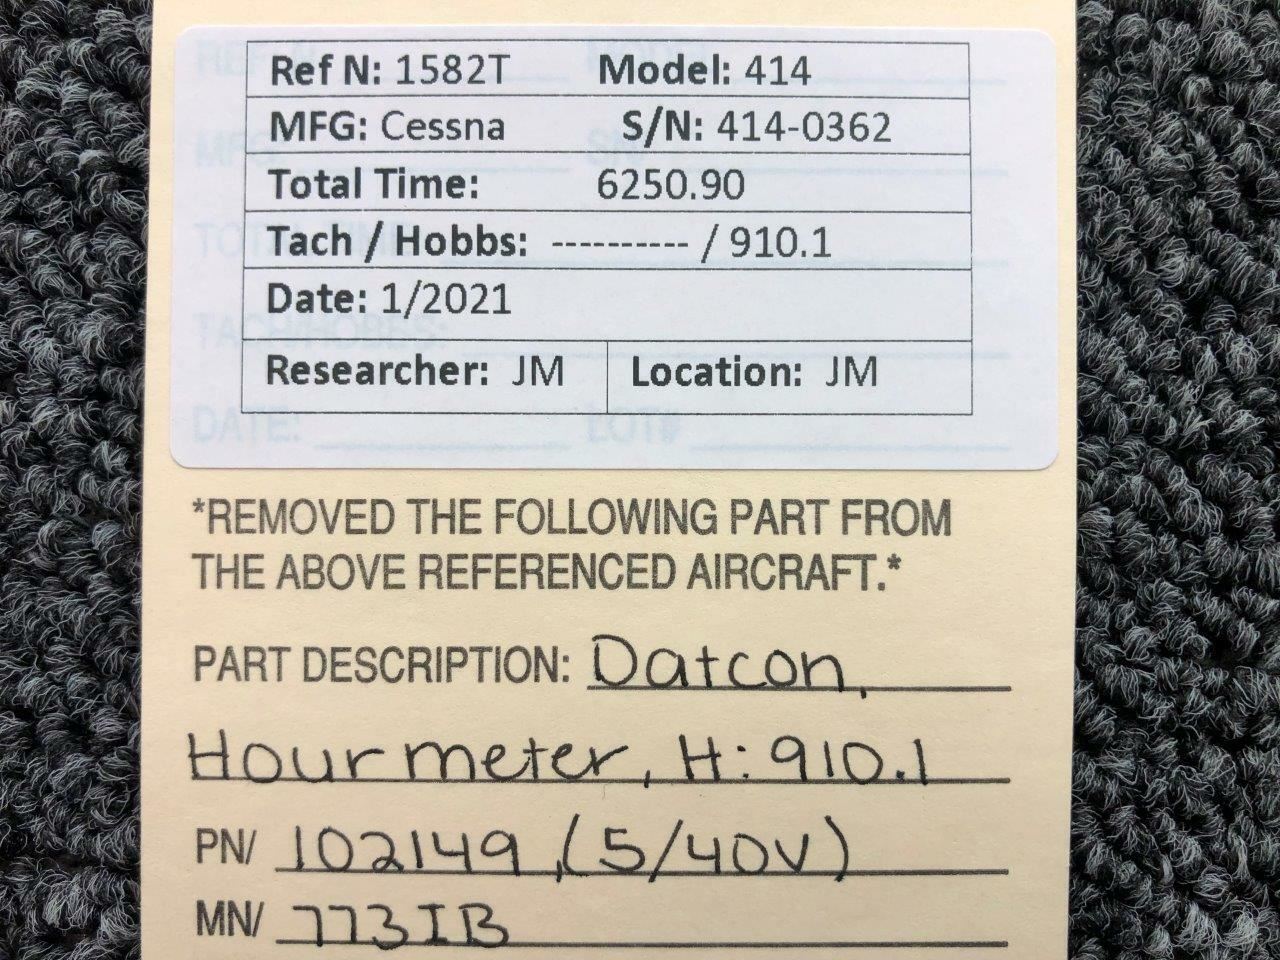 Ref N: 1582T Model: 414
MFG: Cessna S/N: 414-0362
Total Time: 6250.90
Tach / Hobbs: ---------- / 910.1
Date: 1/2021
Researcher: JM Location: JM
*REMOVED THE FOLLOWING PART FROM
THE ABOVE REFERENCED AIRCRAFT.*
PART DESCRIPTION: Datcon,
Hour meter, H: 910.1
PN/ 102149, (5/40V)
MN/ 773IB